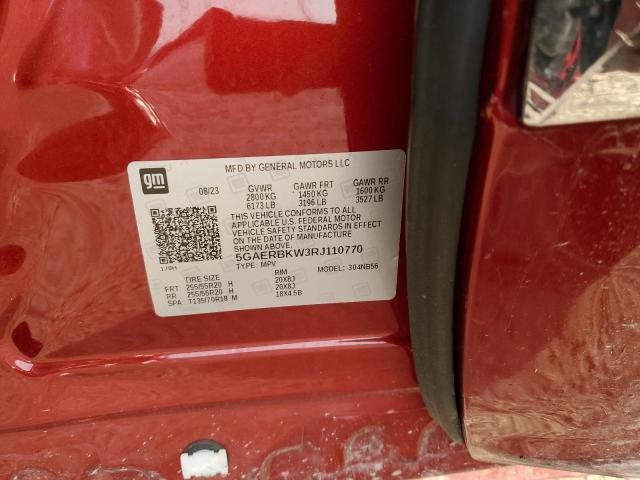 MFD BY GENERAL MOTORS LLC
gm
08/23 GVWR GAWR FRT GAWR RR
2800 KG 1450 KG 1600 KG
6173 LB 3196 LB 3527 LB
THIS VEHICLE CONFORMS TO ALL
APPLICABLE U.S. FEDERAL MOTOR
VEHICLE SAFETY STANDARDS IN EFFECT
ON THE DATE OF MANUFACTURE
SHOWN ABOVE.
5GAERBKW3RJ110770
TYPE: MPV MODEL: 304NB56
TIRE SIZE RIM
FRT 255/55R20 H 20X8J
RR 255/55R20 H 20X8J
SPA T135/70R18 M 18X4.5B